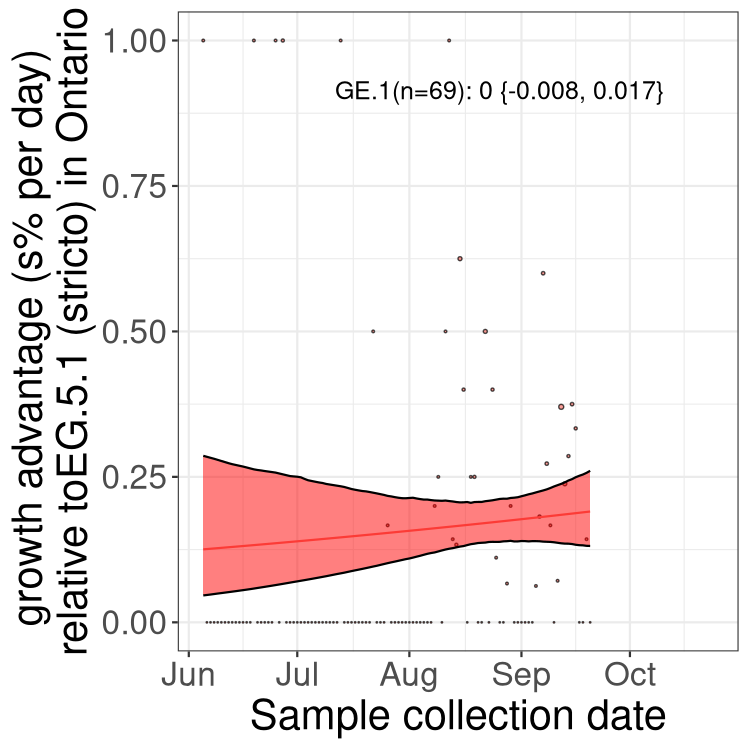 growth advantage (s% per day)
relative toEG.5.1 (stricto) in Ontario
1.00
0.75
0.50
0.25
0.00
GE.1(n=69): 0 {-0.008, 0.017}
Jun Jul Aug Sep Oct
Sample collection date